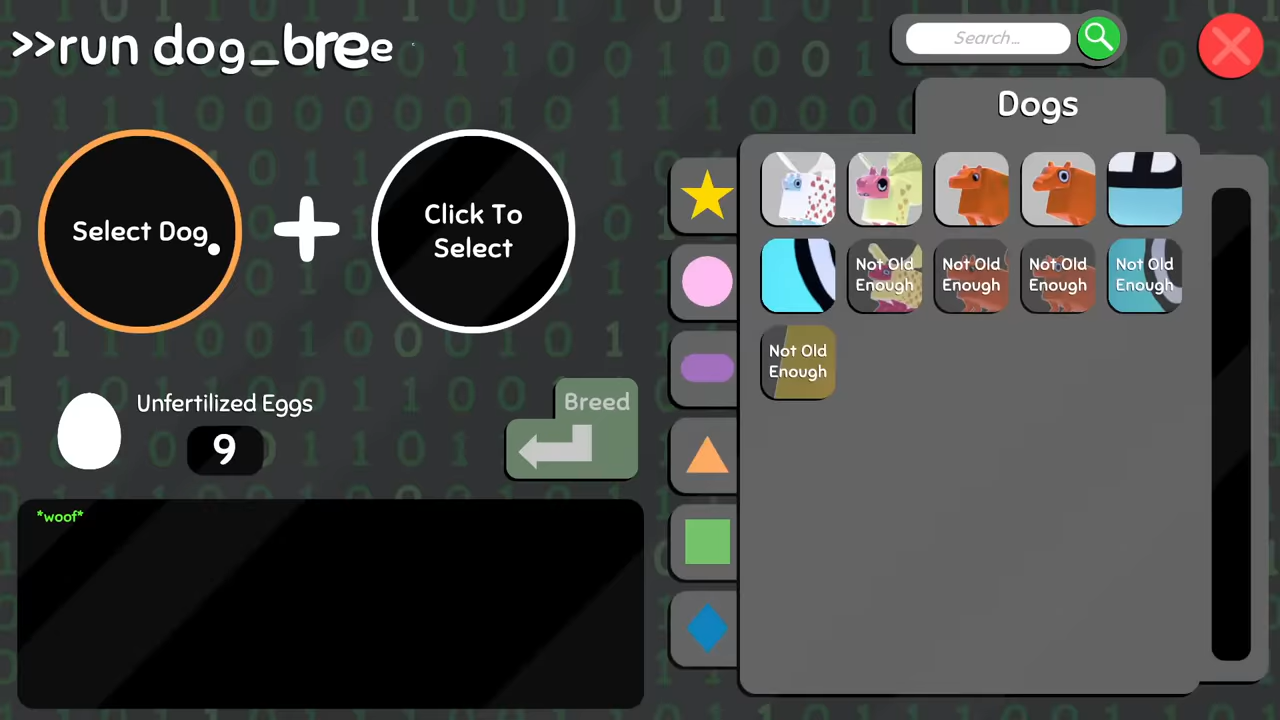 >>run dog_bree
Search...
Dogs
Select Dog.
Click To
Select
Not Old
Enough
Not Old
Enough
Not Old
Enough
Not Old
Enough
Not Old
Enough
Unfertilized Eggs
9
Breed
*woof*